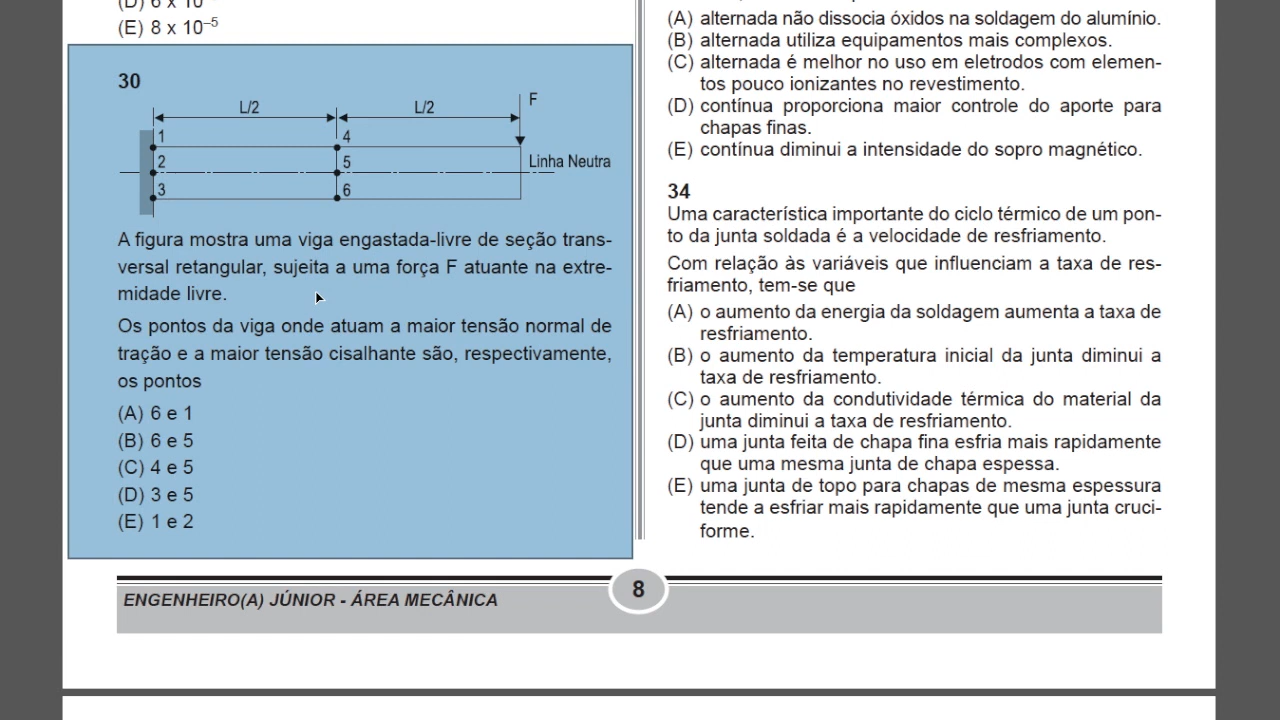 (D) 6 x 10
(E) 8 x 10⁻⁵
30
L/2
L/2
F
1
4
2
5
Linha Neutra
3
6
A figura mostra uma viga engastada-livre de seção trans-
versal retangular, sujeita a uma força F atuante na extre-
midade livre.
Os pontos da viga onde atuam a maior tensão normal de
tração e a maior tensão cisalhante são, respectivamente,
os pontos
(A) 6 e 1
(B) 6 e 5
(C) 4 e 5
(D) 3 e 5
(E) 1 e 2
(A) alternada não dissocia óxidos na soldagem do alumínio.
(B) alternada utiliza equipamentos mais complexos.
(C) alternada é melhor no uso em eletrodos com elemen-
tos pouco ionizantes no revestimento.
(D) contínua proporciona maior controle do aporte para
chapas finas.
(E) contínua diminui a intensidade do sopro magnético.
34
Uma característica importante do ciclo térmico de um pon-
to da junta soldada é a velocidade de resfriamento.
Com relação às variáveis que influenciam a taxa de res-
friamento, tem-se que
(A) o aumento da energia da soldagem aumenta a taxa de
resfriamento.
(B) o aumento da temperatura inicial da junta diminui a
taxa de resfriamento.
(C) o aumento da condutividade térmica do material da
junta diminui a taxa de resfriamento.
(D) uma junta feita de chapa fina esfria mais rapidamente
que uma mesma junta de chapa espessa.
(E) uma junta de topo para chapas de mesma espessura
tende a esfriar mais rapidamente que uma junta cruci-
forme.
ENGENHEIRO(A) JÚNIOR - ÁREA MECÂNICA
8